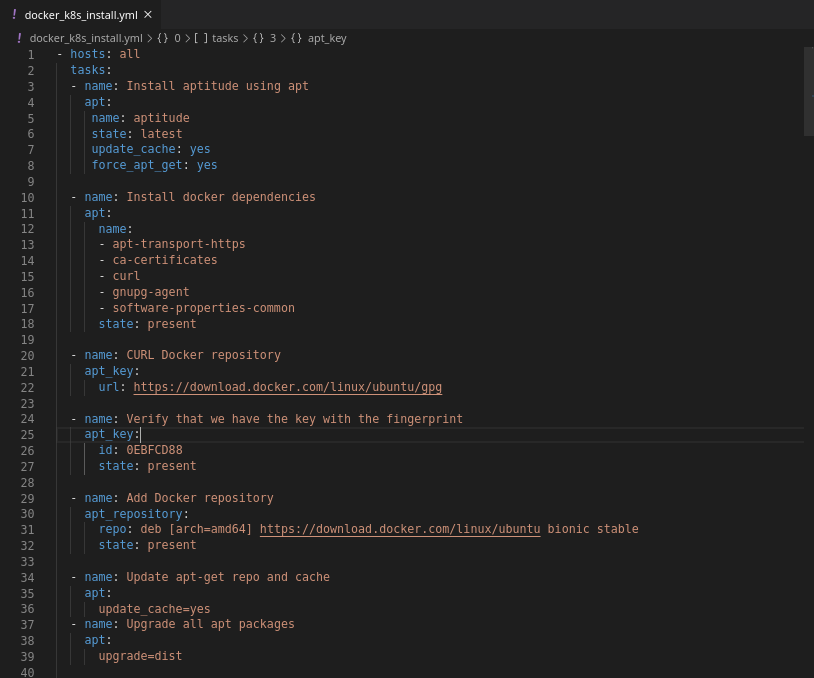 ! docker_k8s_install.yml ×
! docker_k8s_install.yml > {} 0 > [ ] tasks > {} 3 > {} apt_key
1 - hosts: all
2 tasks:
3 - name: Install aptitude using apt
4 apt:
5 name: aptitude
6 state: latest
7 update_cache: yes
8 force_apt_get: yes
9
10 - name: Install docker dependencies
11 apt:
12 name:
13 - apt-transport-https
14 - ca-certificates
15 - curl
16 - gnupg-agent
17 - software-properties-common
18 state: present
19
20 - name: CURL Docker repository
21 apt_key:
22 url: https://download.docker.com/linux/ubuntu/gpg
23
24 - name: Verify that we have the key with the fingerprint
25 apt_key:
26 id: 0EBFCD88
27 state: present
28
29 - name: Add Docker repository
30 apt_repository:
31 repo: deb [arch=amd64] https://download.docker.com/linux/ubuntu bionic stable
32 state: present
33
34 - name: Update apt-get repo and cache
35 apt:
36 update_cache=yes
37 - name: Upgrade all apt packages
38 apt:
39 upgrade=dist
40